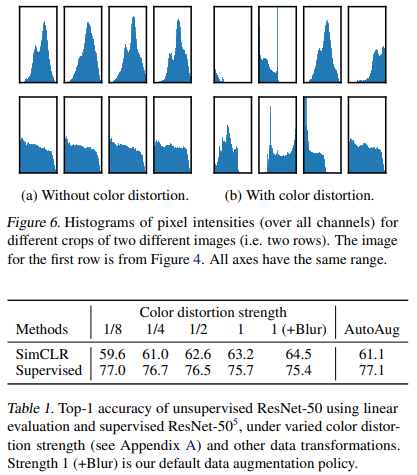 (a) Without color distortion. (b) With color distortion.
Figure 6. Histograms of pixel intensities (over all channels) for
different crops of two different images (i.e. two rows). The image
for the first row is from Figure 4. All axes have the same range.
Color distortion strength
Methods 1/8 1/4 1/2 1 1 (+Blur) AutoAug
SimCLR 59.6 61.0 62.6 63.2 64.5 61.1
Supervised 77.0 76.7 76.5 75.7 75.4 77.1
Table 1. Top-1 accuracy of unsupervised ResNet-50 using linear
evaluation and supervised ResNet-50⁵, under varied color distor-
tion strength (see Appendix A) and other data transformations.
Strength 1 (+Blur) is our default data augmentation policy.